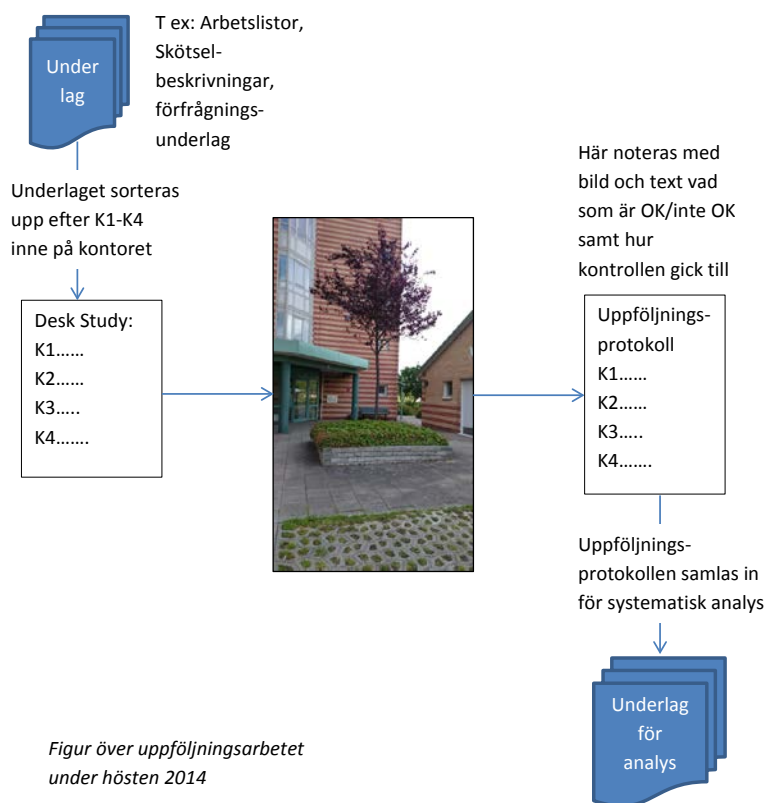 Under
lag
T ex: Arbetslistor,
Skötsel-
beskrivningar,
förfrågnings-
underlag
Underlaget sorteras
upp efter K1-K4
inne på kontoret
Desk Study:
K1……
K2……
K3…..
K4…….
Här noteras med
bild och text vad
som är OK/inte OK
samt hur
kontrollen gick till
Uppföljnings-
protokoll
K1……
K2……
K3…..
K4…….
Uppföljnings-
protokollen samlas in
för systematisk analys
Underlag
för
analys
Figur över uppföljningsarbetet
under hösten 2014